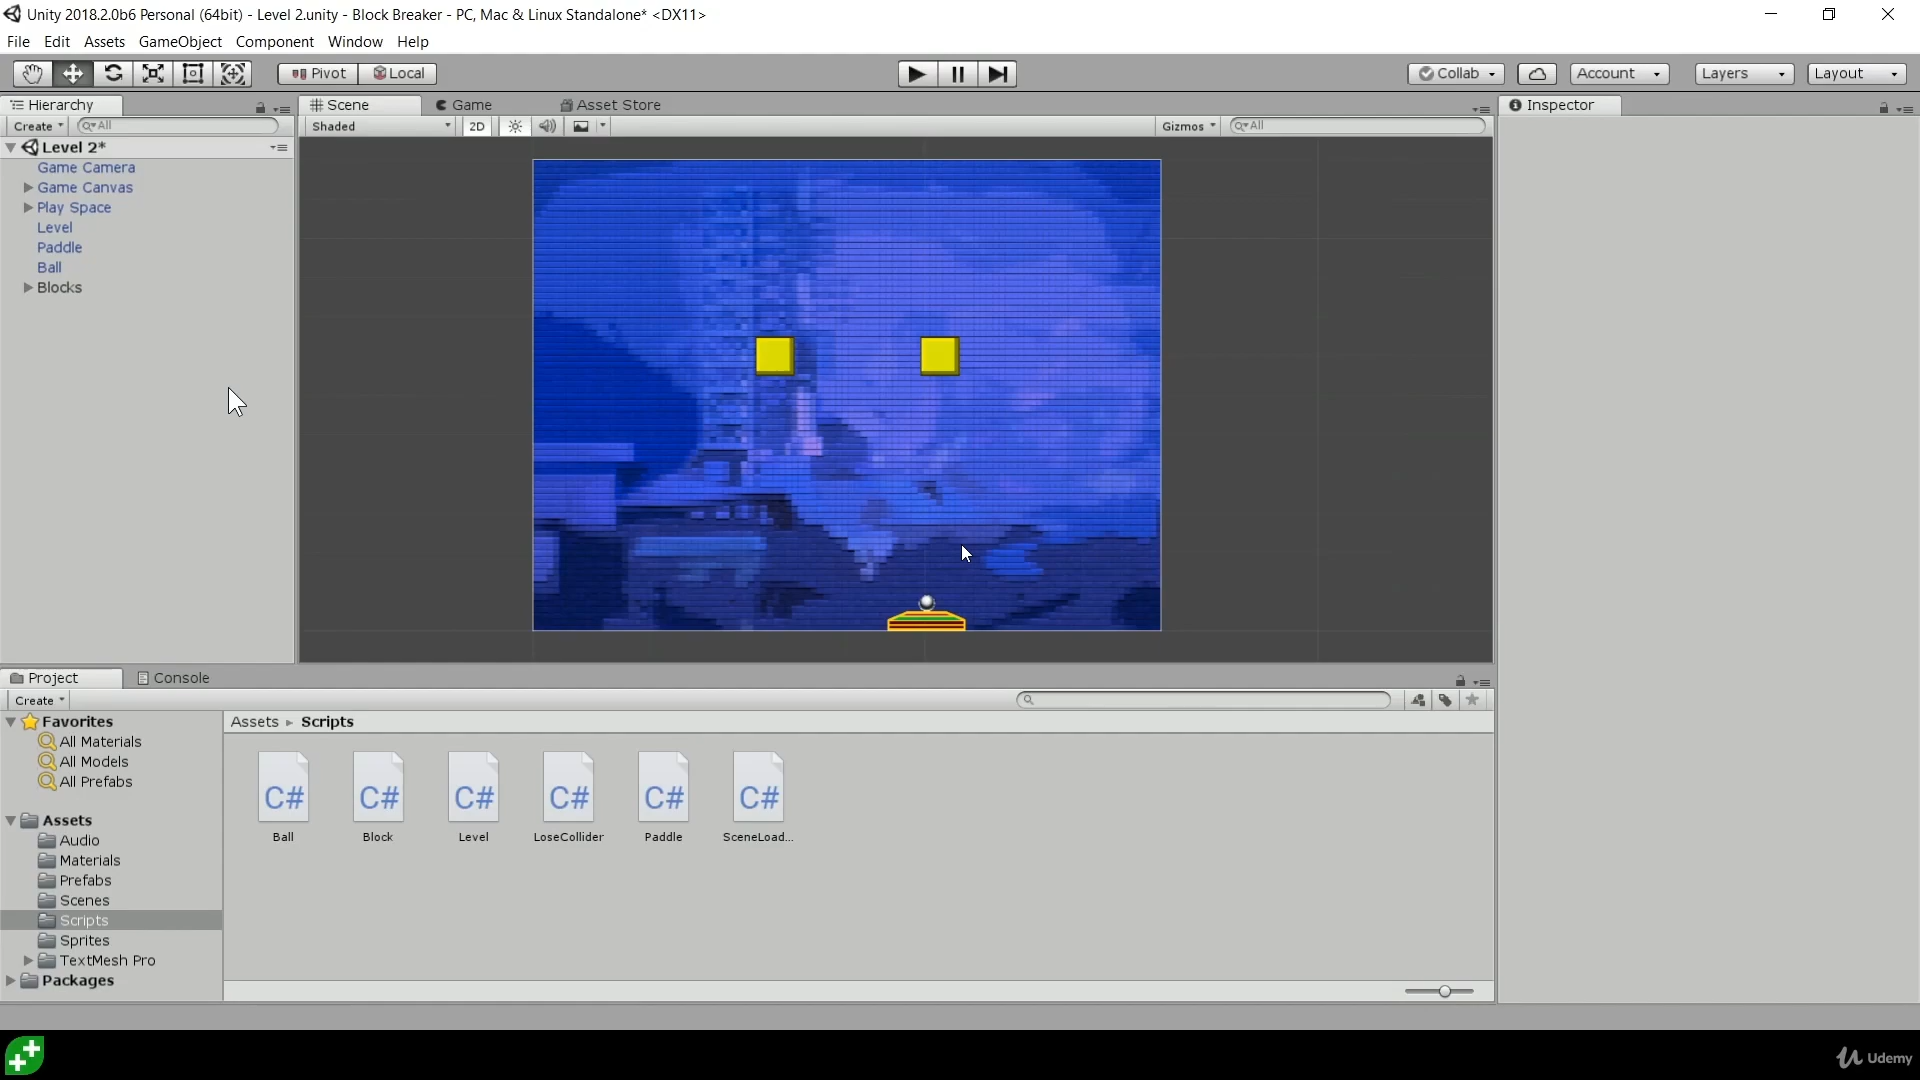 Unity 2018.2.0b6 Personal (64bit) - Level 2.unity - Block Breaker - PC, Mac & Linux Standalone* <DX11>
File Edit Assets GameObject Component Window Help
Pivot Local Collab Account Layers Layout
Hierarchy Scene Game Asset Store Inspector
Create All Shaded 2D Gizmos All
Level 2*
Game Camera
Game Canvas
Play Space
Level
Paddle
Ball
Blocks
Project Console
Create
Favorites
All Materials
All Models
All Prefabs
Assets
Audio
Materials
Prefabs
Scenes
Scripts
Sprites
TextMesh Pro
Packages
Assets Scripts
C# C# C# C# C# C#
Ball Block Level LoseCollider Paddle SceneLoad...
Udemy